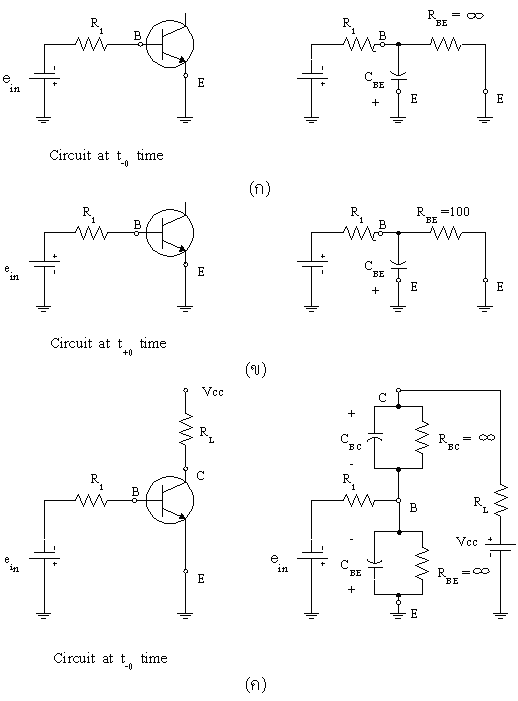 R1 B E ein - +
R1 B RBE = ∞ CBE + E E - +
Circuit at t-0 time
(ก)
R1 B E ein + -
R1 B RBE =100 CBE + E E + -
Circuit at t+0 time
(ข)
Vcc
RL
C
R1 B
ein - +
E
C
+ CBC - RBC = ∞
R1 B
RL
Vcc + -
ein - +
- CBE + RBE = ∞
E
Circuit at t-0 time
(ค)